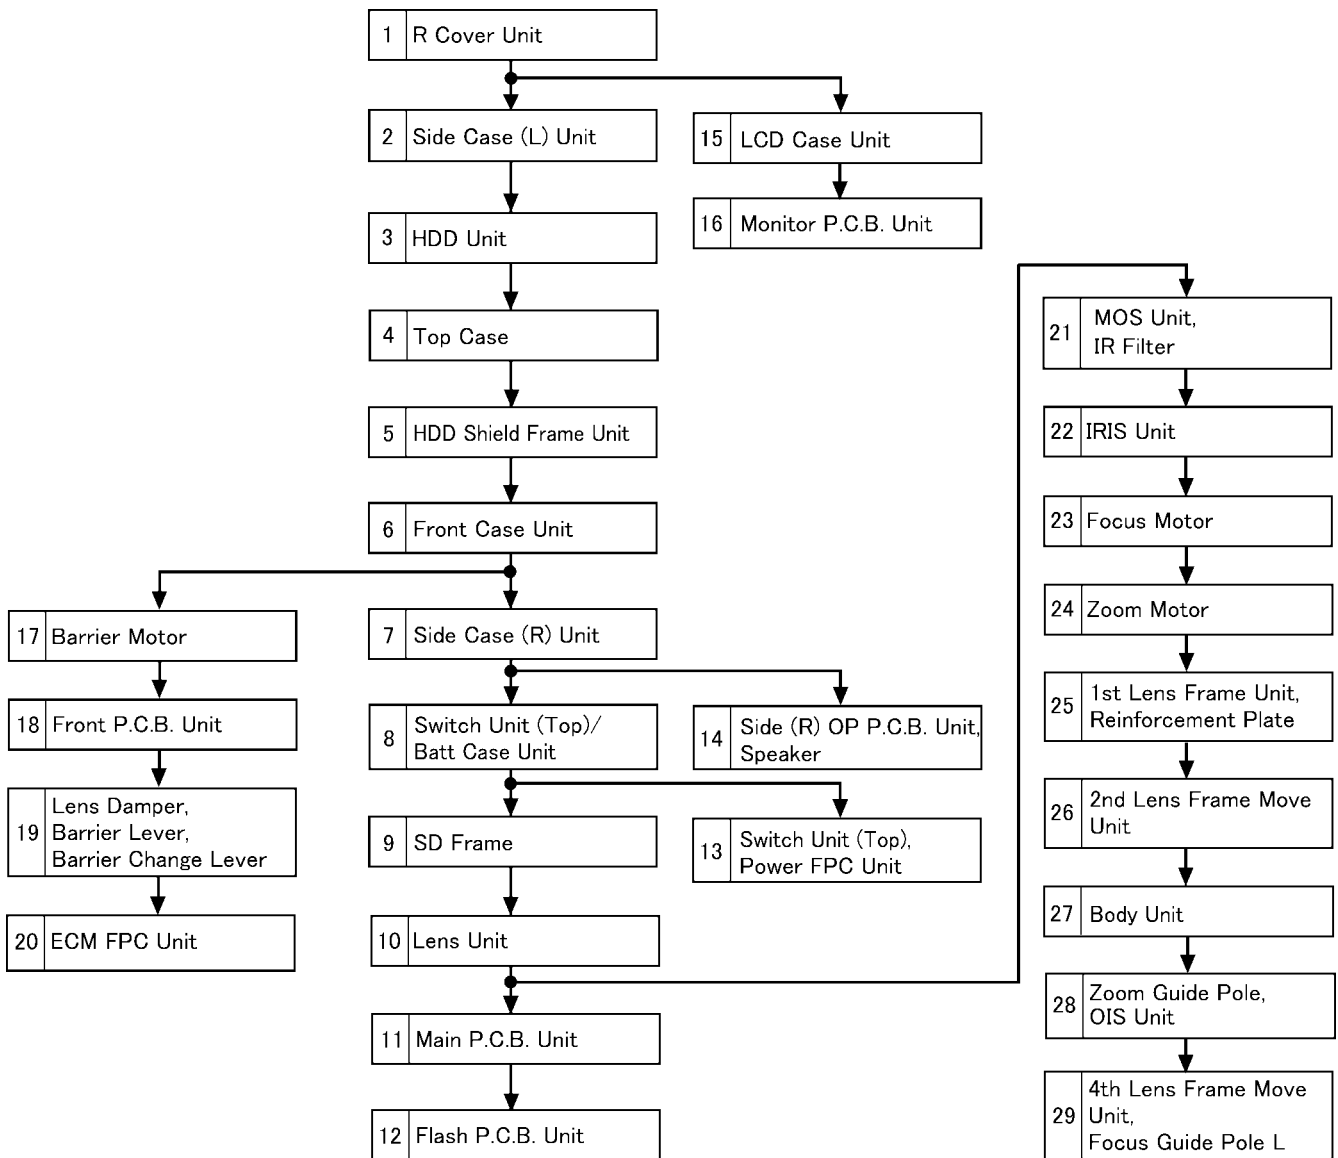 1 R Cover Unit
2 Side Case (L) Unit
15 LCD Case Unit
3 HDD Unit
16 Monitor P.C.B. Unit
4 Top Case
5 HDD Shield Frame Unit
6 Front Case Unit
17 Barrier Motor
18 Front P.C.B. Unit
19 Lens Damper,
Barrier Lever,
Barrier Change Lever
20 ECM FPC Unit
7 Side Case (R) Unit
8 Switch Unit (Top)/
Batt Case Unit
14 Side (R) OP P.C.B. Unit,
Speaker
9 SD Frame
13 Switch Unit (Top),
Power FPC Unit
10 Lens Unit
11 Main P.C.B. Unit
12 Flash P.C.B. Unit
21 MOS Unit,
IR Filter
22 IRIS Unit
23 Focus Motor
24 Zoom Motor
25 1st Lens Frame Unit,
Reinforcement Plate
26 2nd Lens Frame Move
Unit
27 Body Unit
28 Zoom Guide Pole,
OIS Unit
29 4th Lens Frame Move
Unit,
Focus Guide Pole L